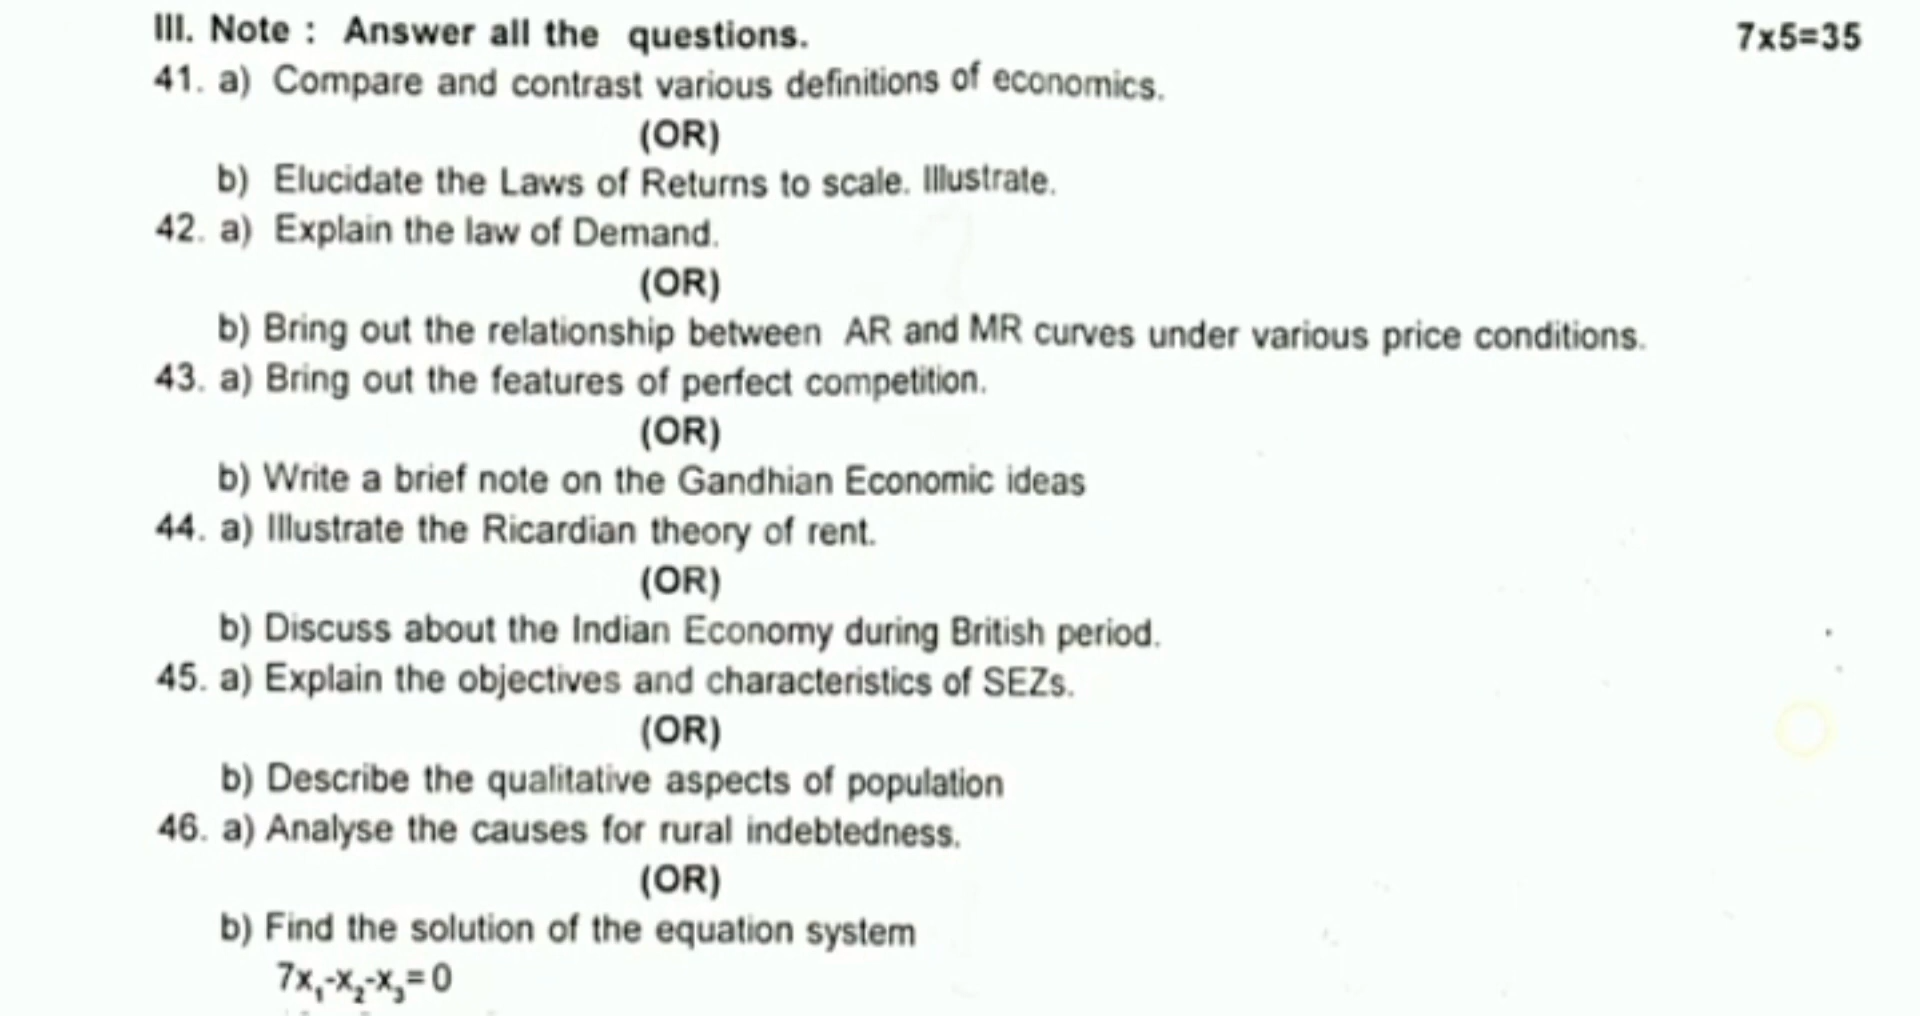 III. Note : Answer all the questions. 7x5=35
41. a) Compare and contrast various definitions of economics.
(OR)
b) Elucidate the Laws of Returns to scale. Illustrate.
42. a) Explain the law of Demand.
(OR)
b) Bring out the relationship between AR and MR curves under various price conditions.
43. a) Bring out the features of perfect competition.
(OR)
b) Write a brief note on the Gandhian Economic ideas
44. a) Illustrate the Ricardian theory of rent.
(OR)
b) Discuss about the Indian Economy during British period.
45. a) Explain the objectives and characteristics of SEZs.
(OR)
b) Describe the qualitative aspects of population
46. a) Analyse the causes for rural indebtedness.
(OR)
b) Find the solution of the equation system
7x₁-x₂-x₃=0